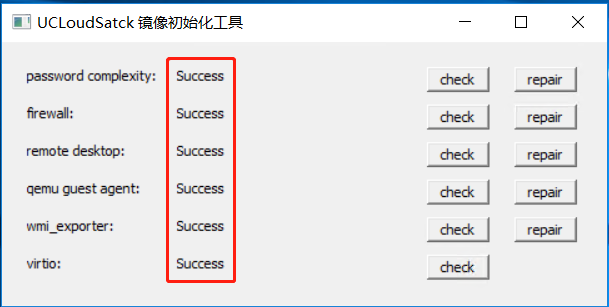 UCLoudSatck 镜像初始化工具
password complexity: Success check repair
firewall: Success check repair
remote desktop: Success check repair
qemu guest agent: Success check repair
wmi_exporter: Success check repair
virtio: Success check